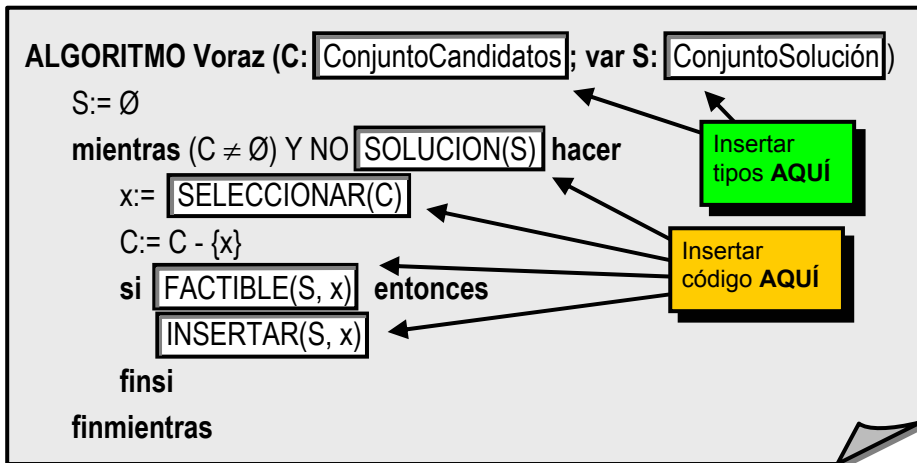 ALGORITMO Voraz (C: ConjuntoCandidatos; var S: ConjuntoSolución)
S:= Ø
mientras (C ≠ Ø) Y NO SOLUCION(S) hacer
x:= SELECCIONAR(C)
C:= C - {x}
si FACTIBLE(S, x) entonces
INSERTAR(S, x)
finsi
finmientras
Insertar
tipos AQUÍ
Insertar
código AQUÍ